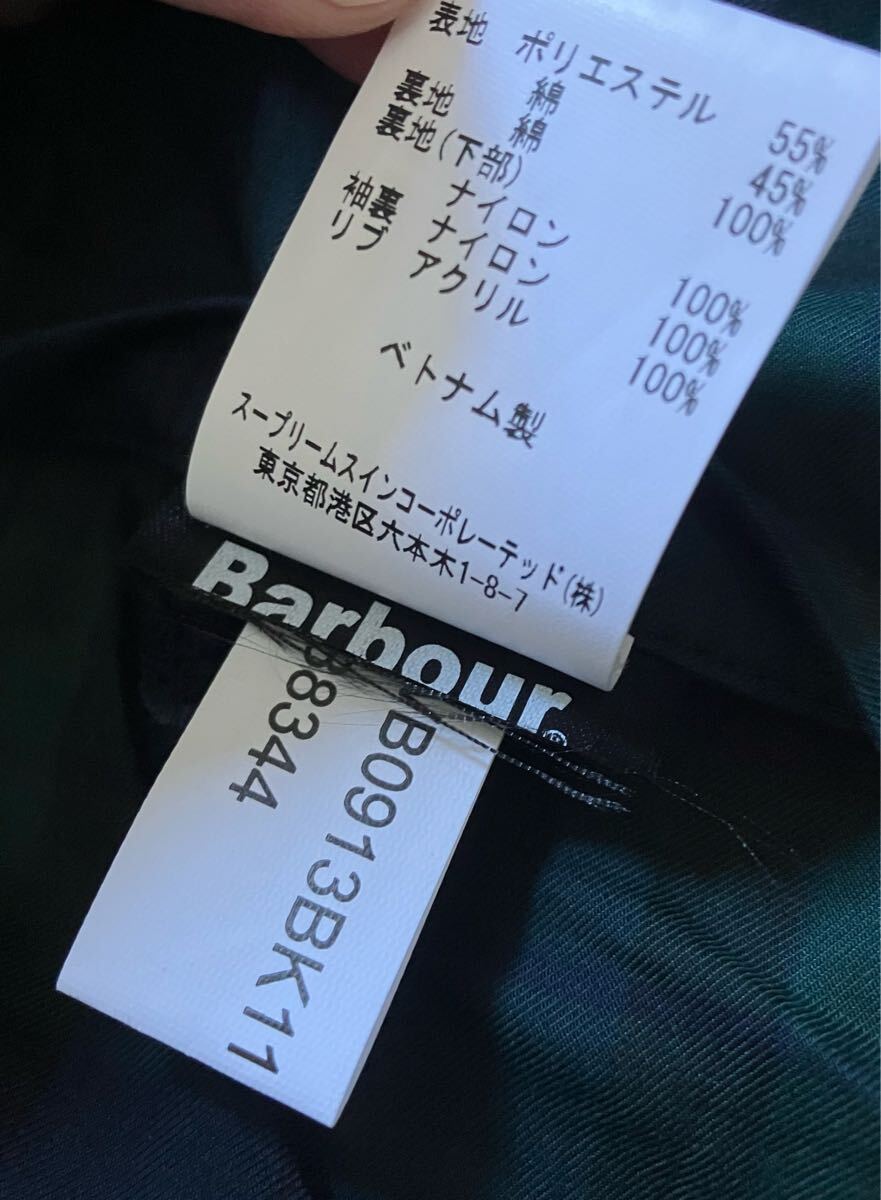 表地 ポリエステル 55%
綿 45%
裏地 綿 100%
裏地(下部)
ナイロン 100%
袖裏 ナイロン 100%
リブ アクリル 100%
ベトナム製
スープリームスインコーポレーテッド(株)
東京都港区六本木1-8-7
Barbour®
B0913BK11
38344